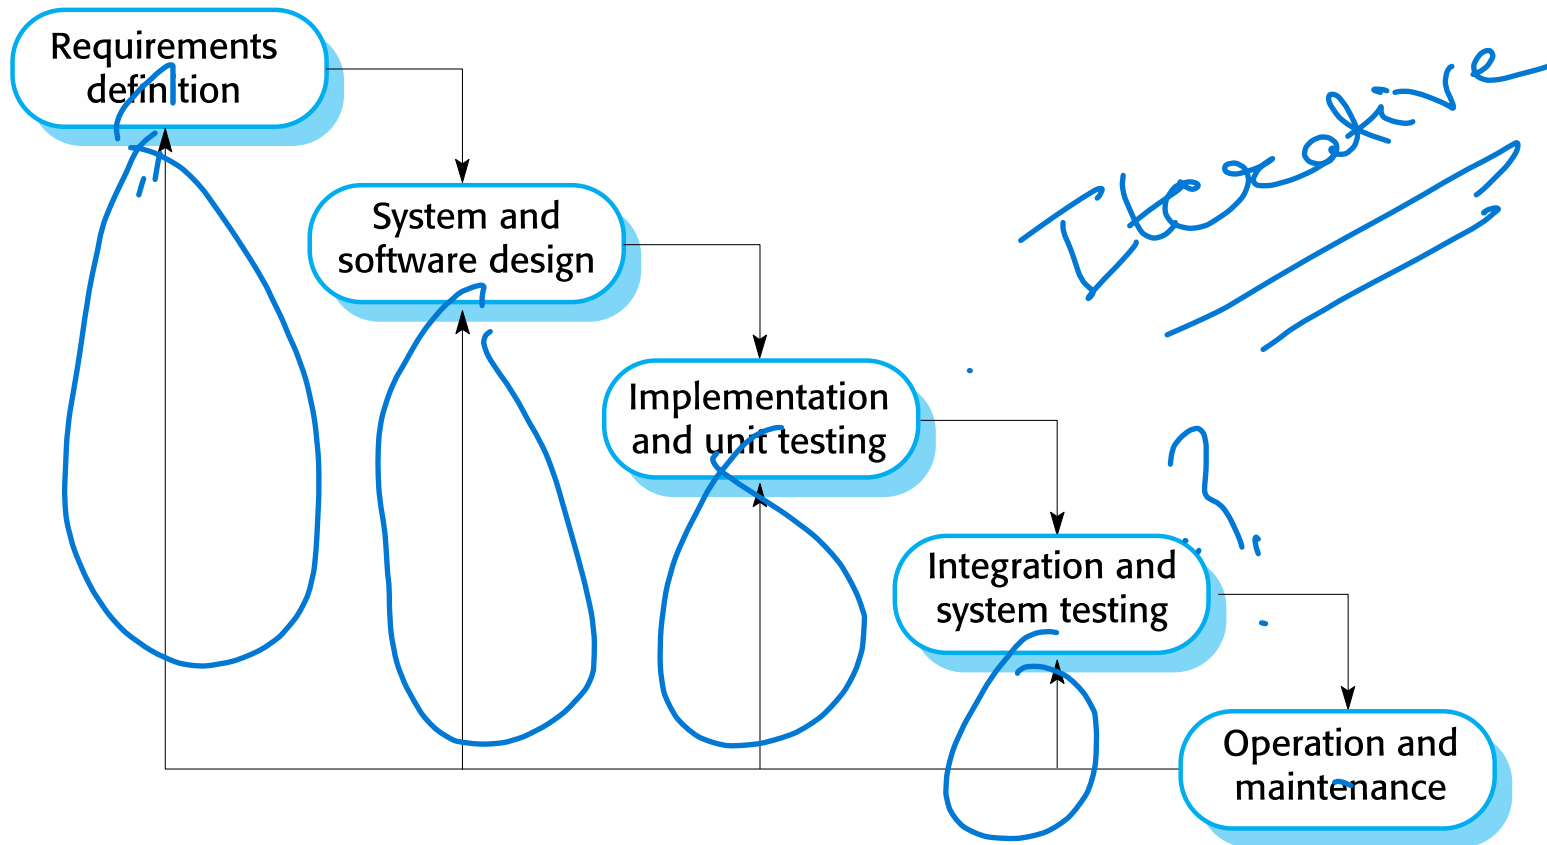 Requirements
definition
Iterative
System and
software design
Implementation
and unit testing
?
Integration and
system testing
Operation and
maintenance